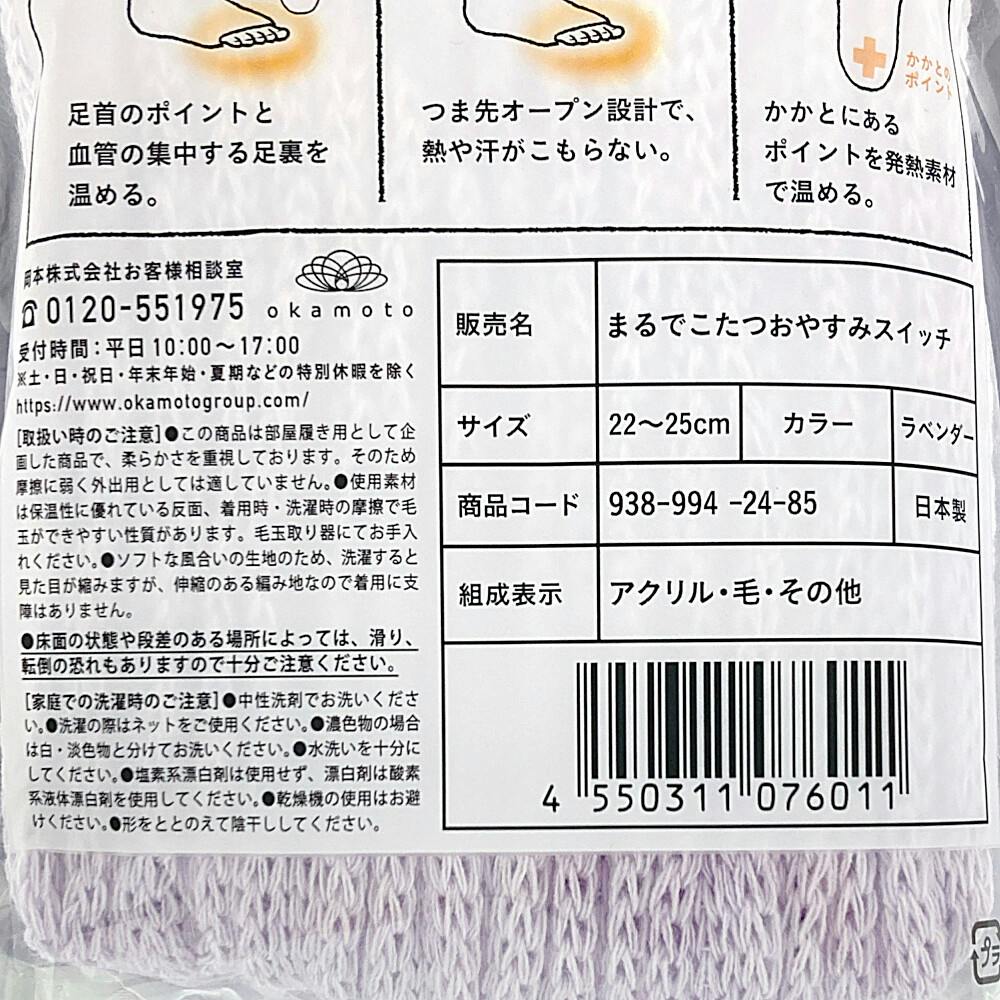 足首のポイントと
血管の集中する足裏を
温める。
つま先オープン設計で、
熱や汗がこもらない。
かかとの
ポイント
かかとにある
ポイントを発熱素材
で温める。
岡本株式会社お客様相談室
0120-551975
okamoto
受付時間：平日10:00～17:00
※土・日・祝日・年末年始・夏期などの特別休暇を除く
https://www.okamotogroup.com/
[取扱い時のご注意]●この商品は部屋履き用として企
画した商品で、柔らかさを重視しております。そのため
摩擦に弱く外出用としては適していません。●使用素材
は保温性に優れている反面、着用時・洗濯時の摩擦で毛
玉ができやすい性質があります。毛玉取り器にてお手入
れください。●ソフトな風合いの生地のため、洗濯すると
見た目が縮みますが、伸縮のある編み地なので着用に支
障はありません。
●床面の状態や段差のある場所によっては、滑り、
転倒の恐れもありますので十分ご注意ください。
[家庭での洗濯時のご注意]●中性洗剤でお洗いくださ
い。●洗濯の際はネットをご使用ください。●濃色物の場合
は白・淡色物と分けてお洗いください。●水洗いを十分に
してください。●塩素系漂白剤は使用せず、漂白剤は酸素
系液体漂白剤を使用してください。●乾燥機の使用はお避
けください。●形をととのえて陰干ししてください。
販売名 まるでこたつおやすみスイッチ
サイズ 22～25cm カラー ラベンダー
商品コード 938-994 -24-85 日本製
組成表示 アクリル・毛・その他
4 550311 076011
プラ